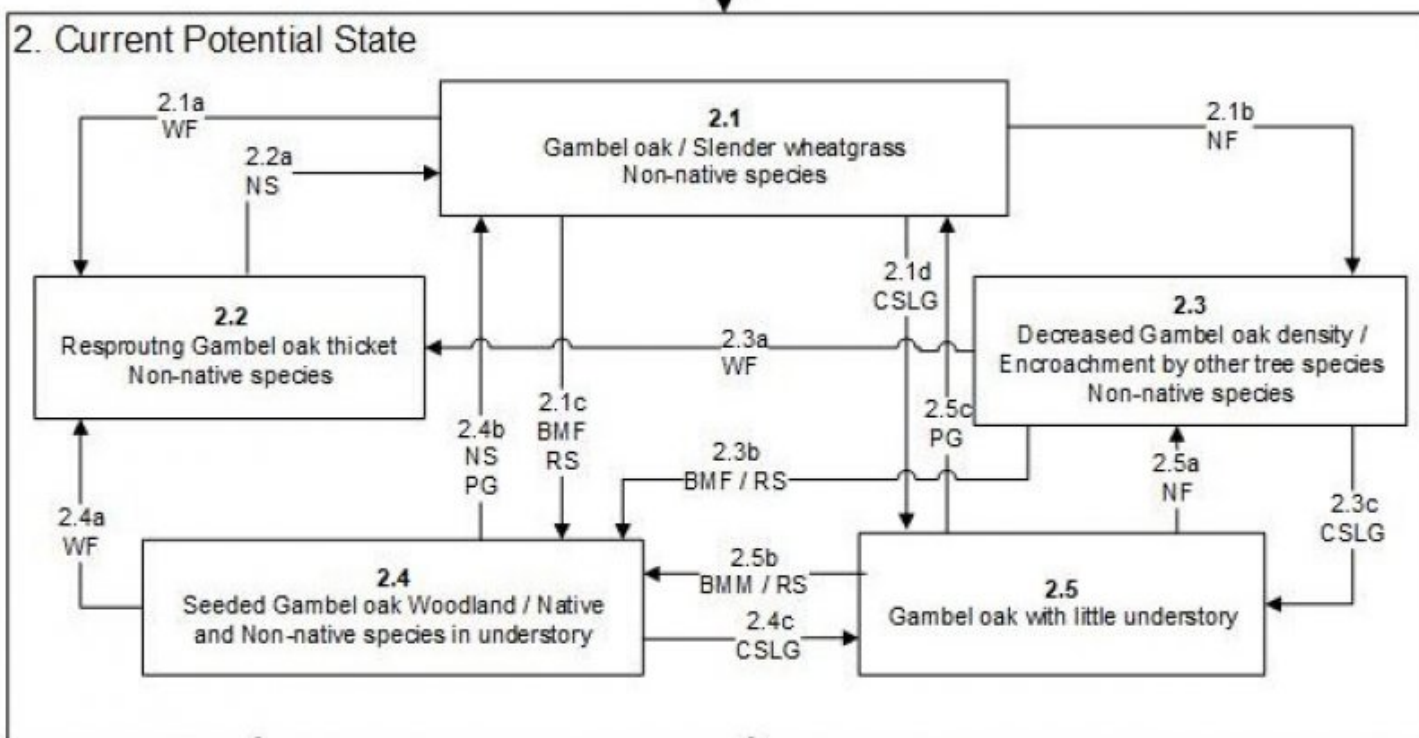 2. Current Potential State
2.1a
WF
2.2a
NS
2.1
Gambel oak / Slender wheatgrass
Non-native species
2.1b
NF
2.2
Resproutng Gambel oak thicket
Non-native species
2.1d
CSLG
2.3
Decreased Gambel oak density /
Encroachment by other tree species
Non-native species
2.3a
WF
2.4b
NS
PG
2.1c
BMF
RS
2.5c
PG
2.3b
BMF / RS
2.5a
NF
2.3c
CSLG
2.4a
WF
2.4
Seeded Gambel oak Woodland / Native
and Non-native species in understory
2.5b
BMM / RS
2.4c
CSLG
2.5
Gambel oak with little understory